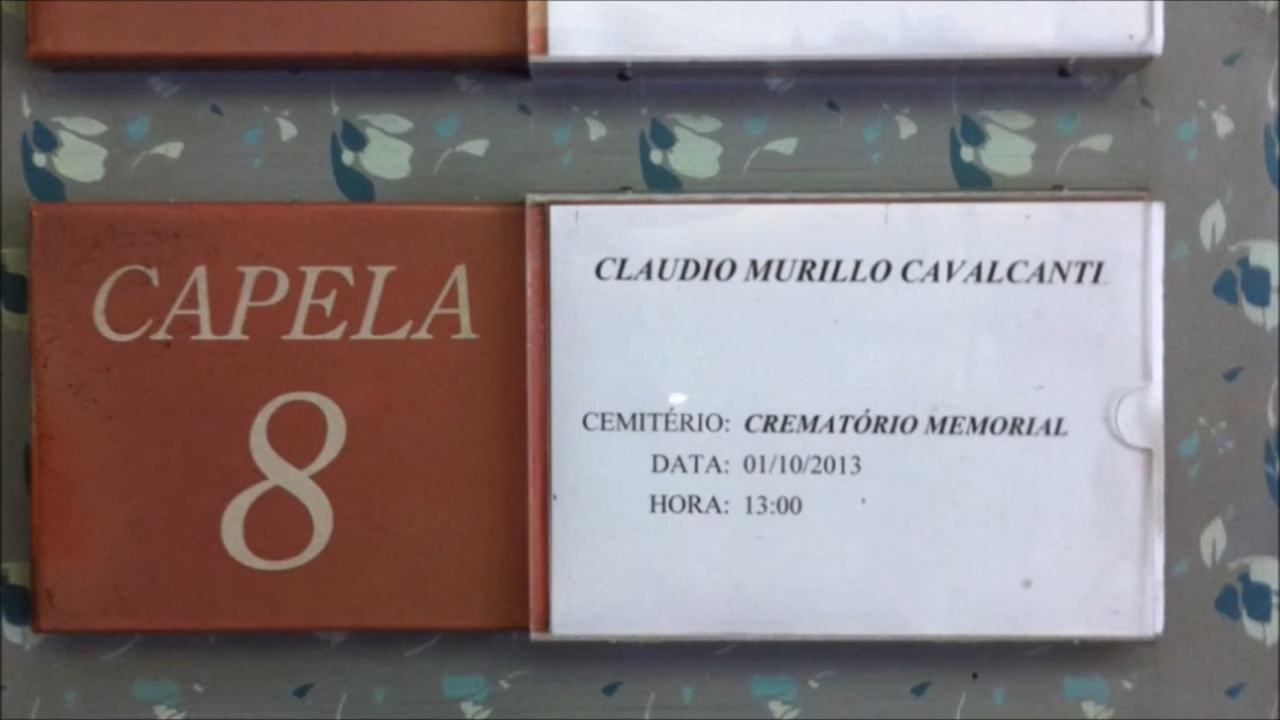 CAPELA
8
CLAUDIO MURILLO CAVALCANTI
CEMITÉRIO: CREMATÓRIO MEMORIAL
DATA: 01/10/2013
HORA: 13:00